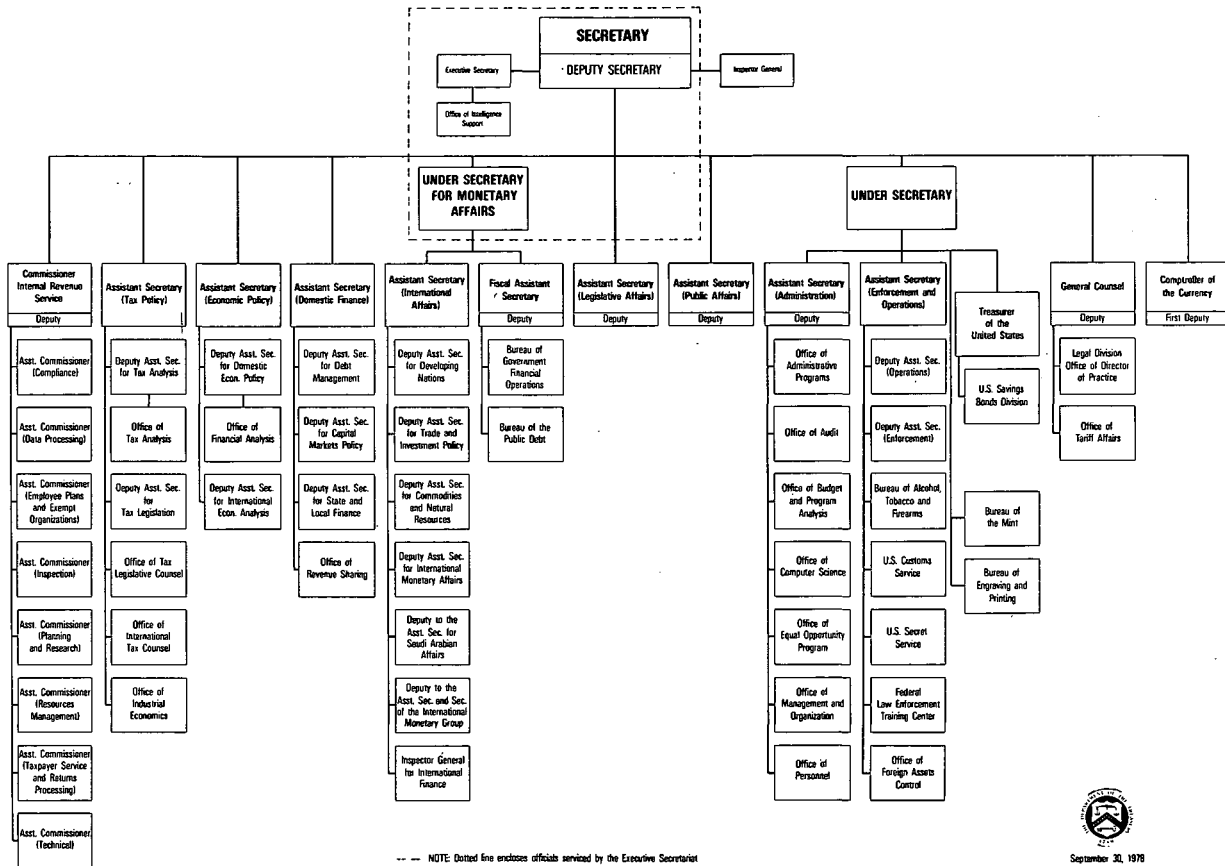 SECRETARY
DEPUTY SECRETARY
Executive Secretary
Inspector General
Office of Intelligence
Support
UNDER SECRETARY
FOR MONETARY
AFFAIRS
UNDER SECRETARY
Commissioner
Internal Revenue
Service
Deputy
Asst. Commissioner
(Compliance)
Asst. Commissioner
(Data Processing)
Asst. Commissioner
(Employee Plans
and Exempt
Organizations)
Asst. Commissioner
(Inspection)
Asst. Commissioner
(Planning
and Research)
Asst. Commissioner
(Resources
Management)
Asst. Commissioner
(Taxpayer Service
and Returns
Processing)
Asst. Commissioner
(Technical)
Assistant Secretary
(Tax Policy)
Deputy Asst. Sec.
for Tax Analysis
Office of
Tax Analysis
Deputy Asst. Sec.
for
Tax Legislation
Office of Tax
Legislative Counsel
Office of
International
Tax Counsel
Office of
Industrial
Economics
Assistant Secretary
(Economic Policy)
Deputy Asst. Sec.
for Domestic
Econ. Policy
Office of
Financial Analysis
Deputy Asst. Sec.
for International
Econ. Analysis
Assistant Secretary
(Domestic Finance)
Deputy Asst. Sec.
for Debt
Management
Deputy Asst. Sec.
for Capital
Markets Policy
Deputy Asst. Sec.
for State and
Local Finance
Office of
Revenue Sharing
Assistant Secretary
(International
Affairs)
Deputy Asst. Sec.
for Developing
Nations
Deputy Asst. Sec.
for Trade and
Investment Policy
Deputy Asst. Sec.
for Commodities
and Natural
Resources
Deputy Asst. Sec.
for International
Monetary Affairs
Deputy to
the Asst. Sec. for
Saudi Arabian
Affairs
Deputy to the
Asst. Sec. and Sec.
of the International
Monetary Group
Inspector General
for International
Finance
Fiscal Assistant
Secretary
Deputy
Bureau of
Government
Financial
Operations
Bureau of the
Public Debt
Assistant Secretary
(Legislative Affairs)
Deputy
Assistant Secretary
(Public Affairs)
Deputy
Assistant Secretary
(Administration)
Deputy
Office of
Administrative
Programs
Office of Audit
Office of Budget
and Program
Analysis
Office of
Computer Science
Office of
Equal Opportunity
Program
Office of
Management and
Organization
Office of
Personnel
Assistant Secretary
(Enforcement and
Operations)
Deputy Asst. Sec.
(Operations)
Deputy Asst. Sec.
(Enforcement)
Bureau of Alcohol,
Tobacco and
Firearms
U.S. Customs
Service
U.S. Secret
Service
Federal
Law Enforcement
Training Center
Office of
Foreign Assets
Control
Treasurer
of the
United States
U.S. Savings
Bonds Division
Bureau of
the Mint
Bureau of
Engraving and
Printing
General Counsel
Deputy
Legal Division
Office of Director
of Practice
Office of
Tariff Affairs
Comptroller of
the Currency
First Deputy
NOTE: Dotted line encloses officials serviced by the Executive Secretariat
THE DEPARTMENT OF THE TREASURY
1789
September 30, 1978